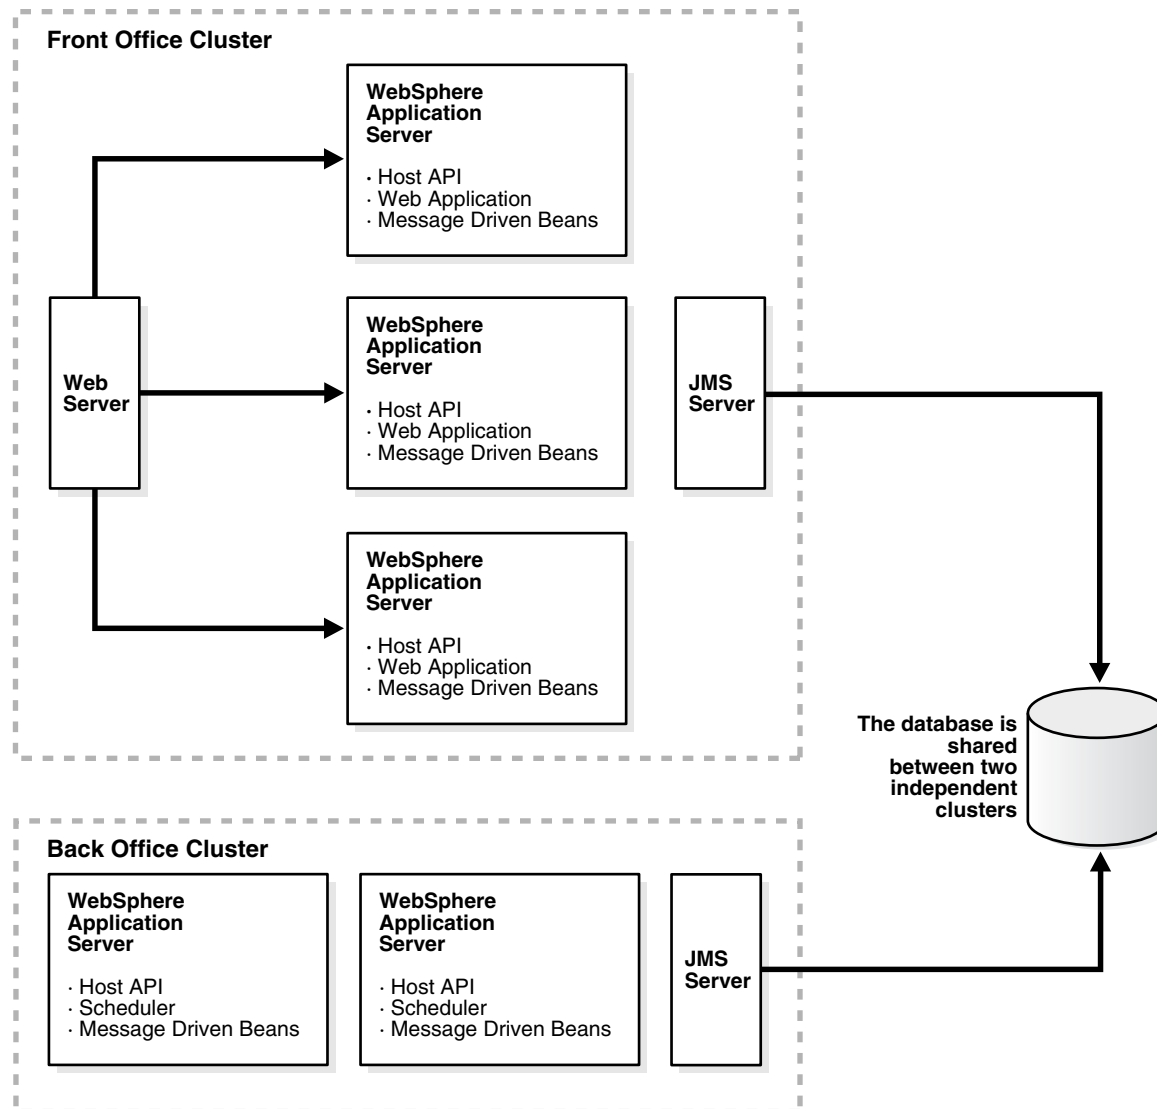 Front Office Cluster
WebSphere
Application
Server
· Host API
· Web Application
· Message Driven Beans
Web
Server
WebSphere
Application
Server
· Host API
· Web Application
· Message Driven Beans
JMS
Server
WebSphere
Application
Server
· Host API
· Web Application
· Message Driven Beans
The database is
shared
between two
independent
clusters
Back Office Cluster
WebSphere
Application
Server
· Host API
· Scheduler
· Message Driven Beans
WebSphere
Application
Server
· Host API
· Scheduler
· Message Driven Beans
JMS
Server